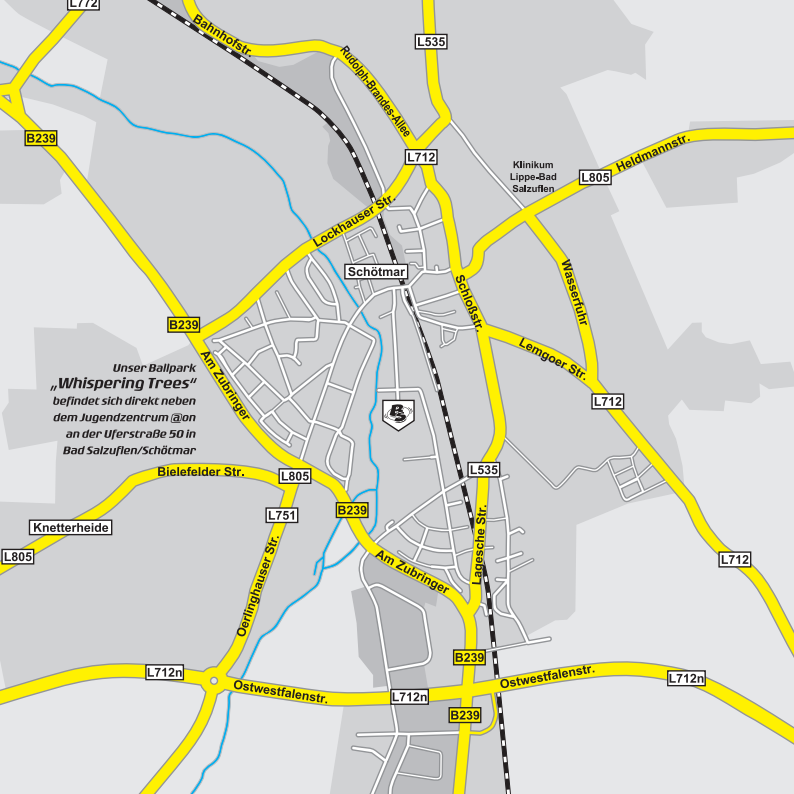 L772
Bahnhofstr.
L535
Rudolph-Brandes-Allee
B239
L712
Klinikum
Lippe-Bad
Salzuflen
L805
Heldmannstr.
Lockhauser Str.
Schötmar
Wasserfuhr
Schloßstr.
B239
Lemgoer Str.
Am Zubringer
Unser Ballpark
„Whispering Trees“
befindet sich direkt neben
dem Jugendzentrum @on
an der Uferstraße 50 in
Bad Salzuflen/Schötmar
L712
BS
Bielefelder Str.
L805
L535
L751
B239
Knetterheide
L805
Lagesche Str.
Oerlinghauser Str.
Am Zubringer
L712
B239
L712n
Ostwestfalenstr.
L712n
Ostwestfalenstr.
L712n
B239